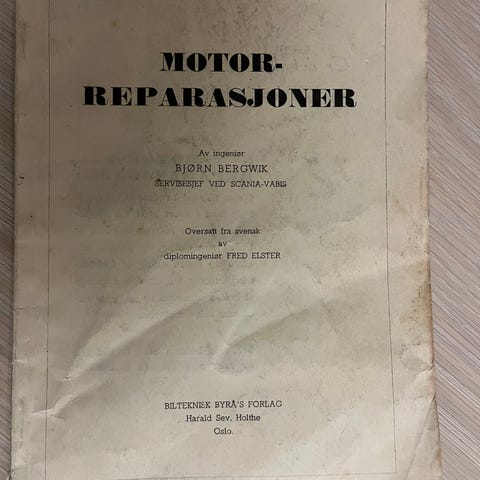 MOTOR-
REPARASJONER
Av ingeniør
BJØRN BERGWIK
SERVISESJEF VED SCANIA-VABIS
Oversatt fra svensk
av
diplomingeniør FRED ELSTER
BILTEKNISK BYRÅ'S FORLAG
Harald Sev. Holthe
Oslo.